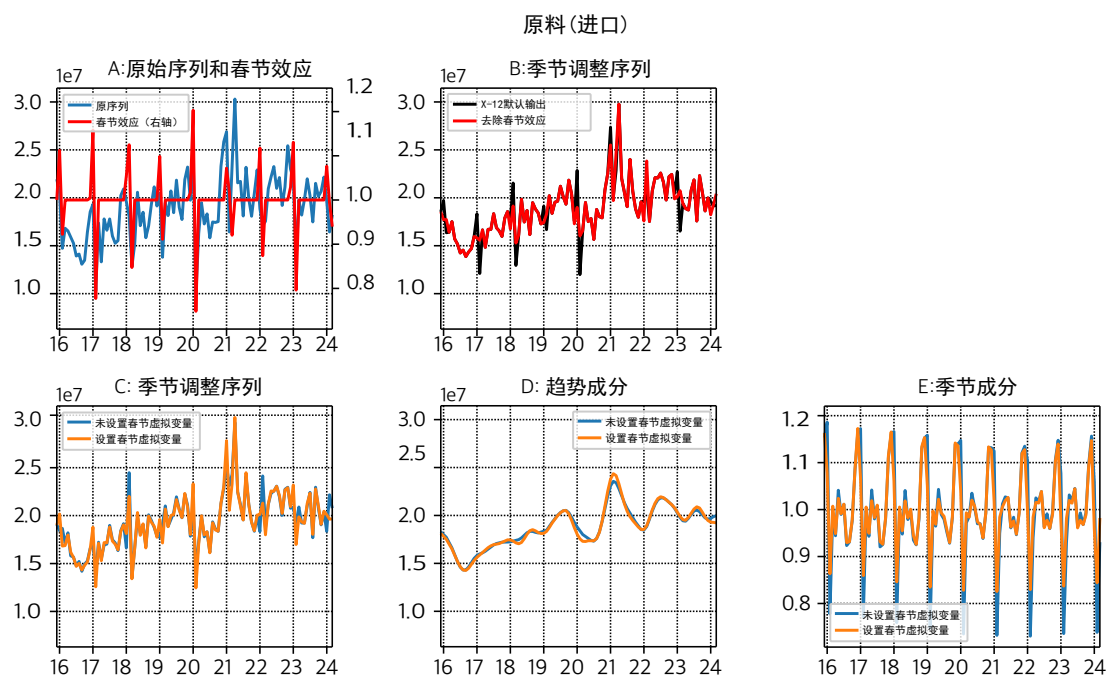 原料(进口)
A:原始序列和春节效应
1e7
原序列
春节效应（右轴）
3.0
2.5
2.0
1.5
1.0
1.2
1.1
1.0
0.9
0.8
16 17 18 19 20 21 22 23 24
B:季节调整序列
1e7
X-12默认输出
去除春节效应
3.0
2.5
2.0
1.5
1.0
16 17 18 19 20 21 22 23 24
C: 季节调整序列
1e7
未设置春节虚拟变量
设置春节虚拟变量
3.0
2.5
2.0
1.5
1.0
16 17 18 19 20 21 22 23 24
D: 趋势成分
1e7
未设置春节虚拟变量
设置春节虚拟变量
3.0
2.5
2.0
1.5
1.0
16 17 18 19 20 21 22 23 24
E:季节成分
1.2
1.1
1.0
0.9
0.8
未设置春节虚拟变量
设置春节虚拟变量
16 17 18 19 20 21 22 23 24